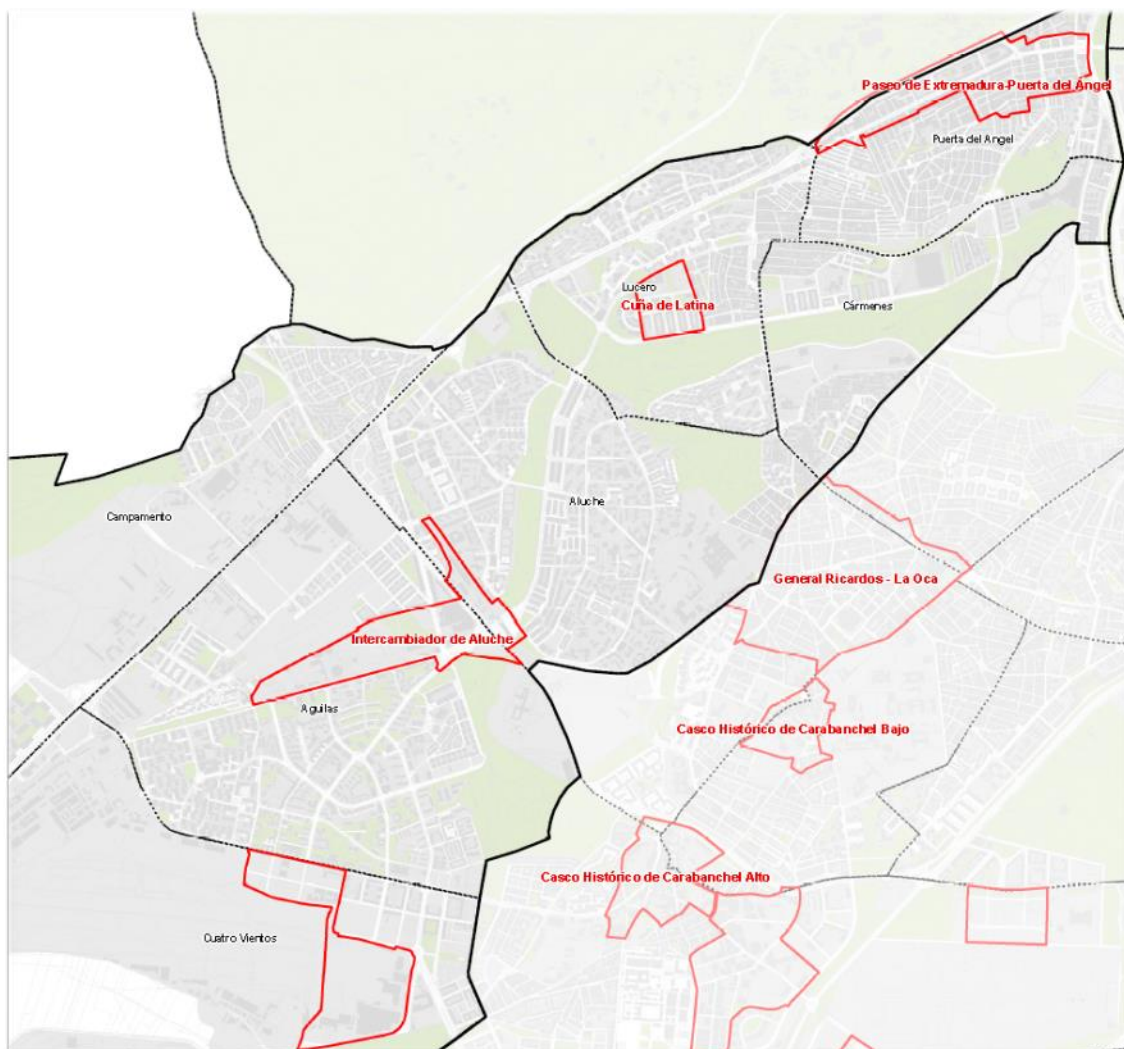 Paseo de Extremadura-Puerta del Angel
Puerta del Angel
Lucero
Cuña de Latina
Cármenes
Aluche
Campamento
General Ricardos - La Oca
Intercambiador de Aluche
Aguilas
Casco Histórico de Carabanchel Bajo
Casco Histórico de Carabanchel Alto
Cuatro Vientos